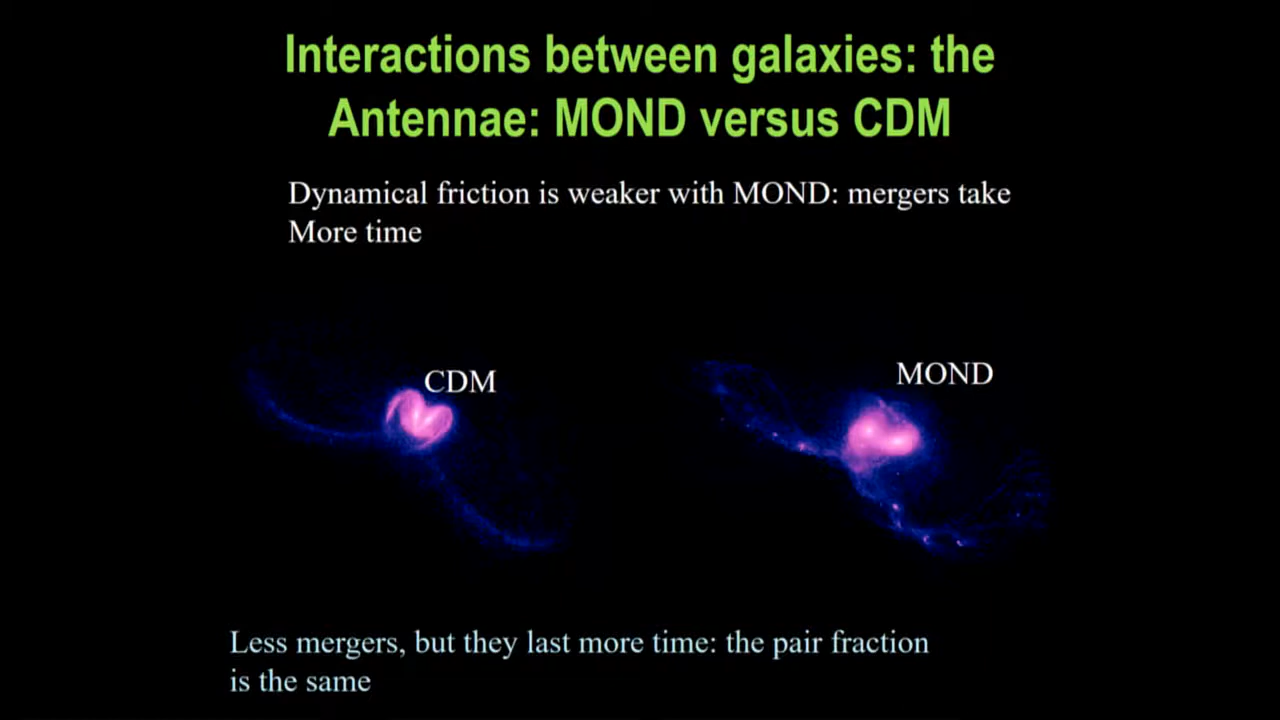 Interactions between galaxies: the
Antennae: MOND versus CDM
Dynamical friction is weaker with MOND: mergers take
More time
CDM
MOND
Less mergers, but they last more time: the pair fraction
is the same